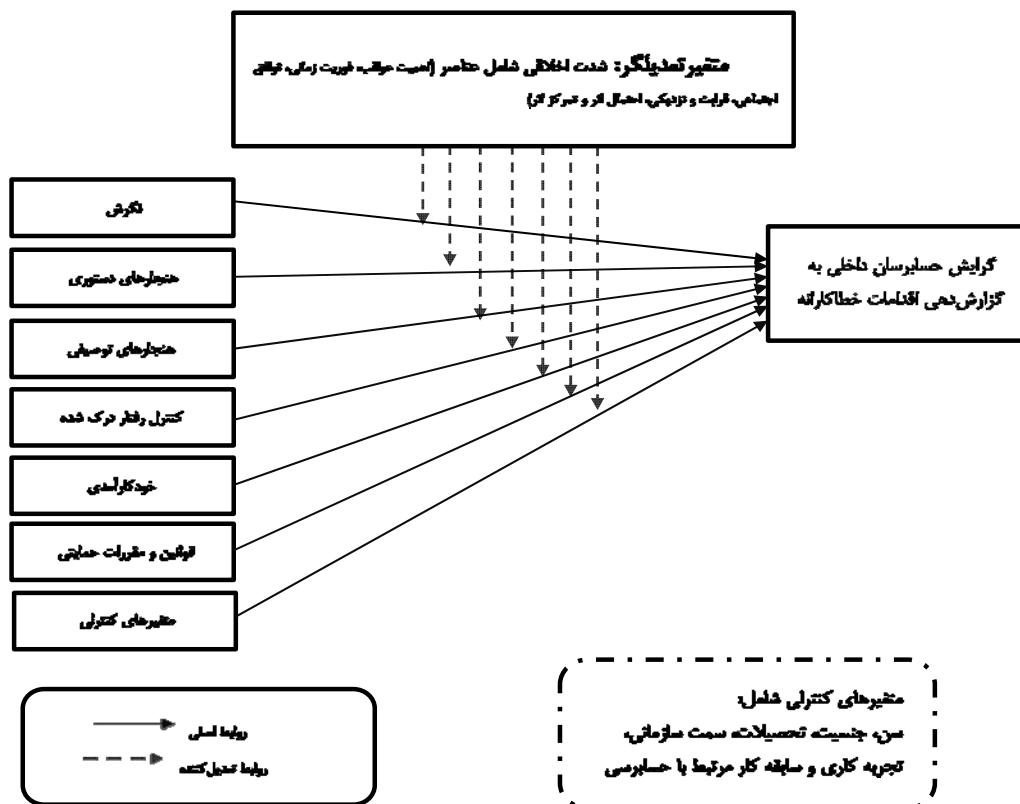 متغیر تعدیلگر: شدت اخلاقی شامل عناصر (اهمیت عواقب، فوریت زمانی، توافق
اجتماعی، قرابت و نزدیکی، احتمال اثر و تمرکز اثر)
نگرش
هنجارهای دستوری
هنجارهای توصیفی
کنترل رفتار درک شده
خودکارآمدی
قوانین و مقررات حمایتی
متغیرهای کنترلی
گرایش حسابرسان داخلی به
گزارش‌دهی اقدامات خطاکارانه
روابط اصلی
روابط تعدیل‌کننده
متغیرهای کنترلی شامل:
سن، جنسیت، تحصیلات، سمت سازمانی،
تجربه کاری و سابقه کار مرتبط با حسابرسی